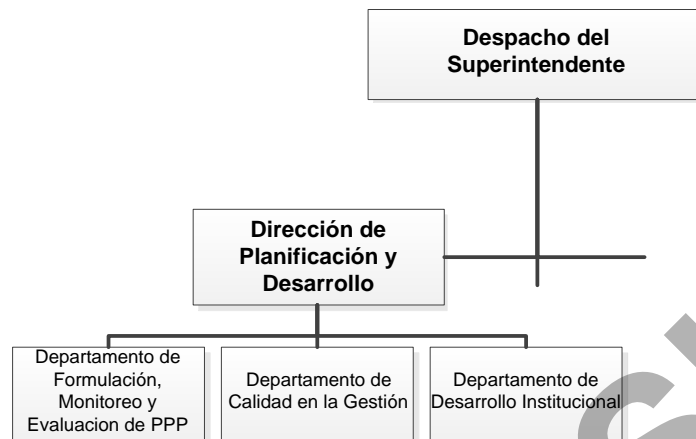 Despacho del
Superintendente
Dirección de
Planificación y
Desarrollo
Departamento de
Formulación,
Monitoreo y
Evaluacion de PPP
Departamento de
Calidad en la Gestión
Departamento de
Desarrollo Institucional